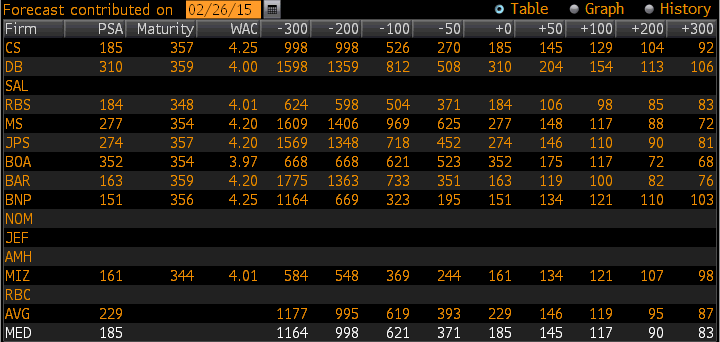 Forecast contributed on 02/26/15 Table Graph History
Firm PSA Maturity WAC -300 -200 -100 -50 +0 +50 +100 +200 +300
CS 185 357 4.25 998 998 526 270 185 145 129 104 92
DB 310 359 4.00 1598 1359 812 508 310 204 154 113 106
SAL
RBS 184 348 4.01 624 598 504 371 184 106 98 85 83
MS 277 354 4.20 1609 1406 969 625 277 148 117 88 72
JPS 274 357 4.20 1569 1348 718 452 274 146 110 90 81
BOA 352 354 3.97 668 668 621 523 352 175 117 72 68
BAR 163 359 4.20 1775 1363 733 351 163 119 100 82 76
BNP 151 356 4.25 1164 669 323 195 151 134 121 110 103
NOM
JEF
AMH
MIZ 161 344 4.01 584 548 369 244 161 134 121 107 98
RBC
AVG 229 1177 995 619 393 229 146 119 95 87
MED 185 1164 998 621 371 185 145 117 90 83